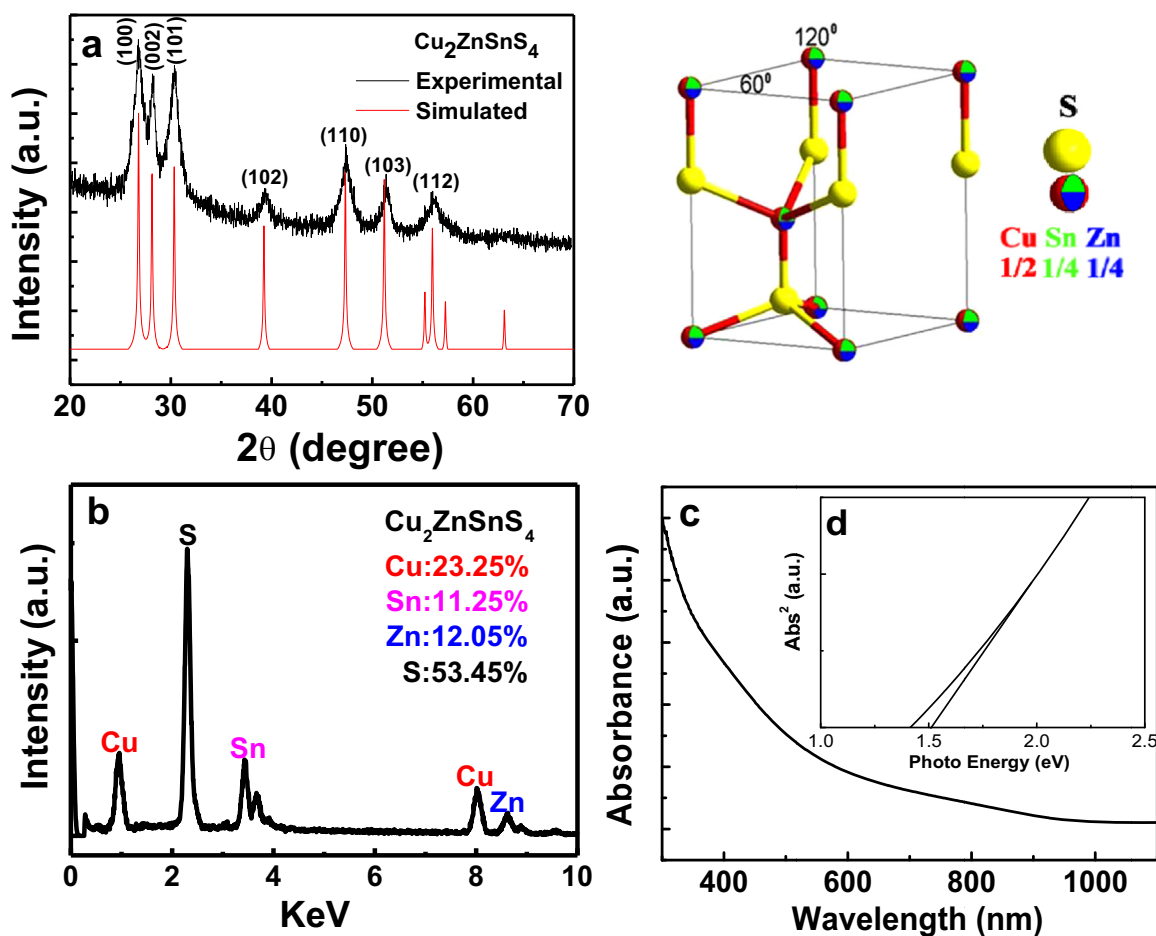 a
Cu2ZnSnS4
Experimental
Simulated
(100)
(002)
(101)
(102)
(110)
(103)
(112)
Intensity (a.u.)
20 30 40 50 60 70
2θ (degree)
120⁰
60⁰
S
Cu Sn Zn
1/2 1/4 1/4
b
Cu2ZnSnS4
Cu:23.25%
Sn:11.25%
Zn:12.05%
S:53.45%
S
Cu
Sn
Cu
Zn
Intensity (a.u.)
0 2 4 6 8 10
KeV
c
d
Abs² (a.u.)
1.0 1.5 2.0 2.5
Photo Energy (eV)
Absorbance (a.u.)
400 600 800 1000
Wavelength (nm)